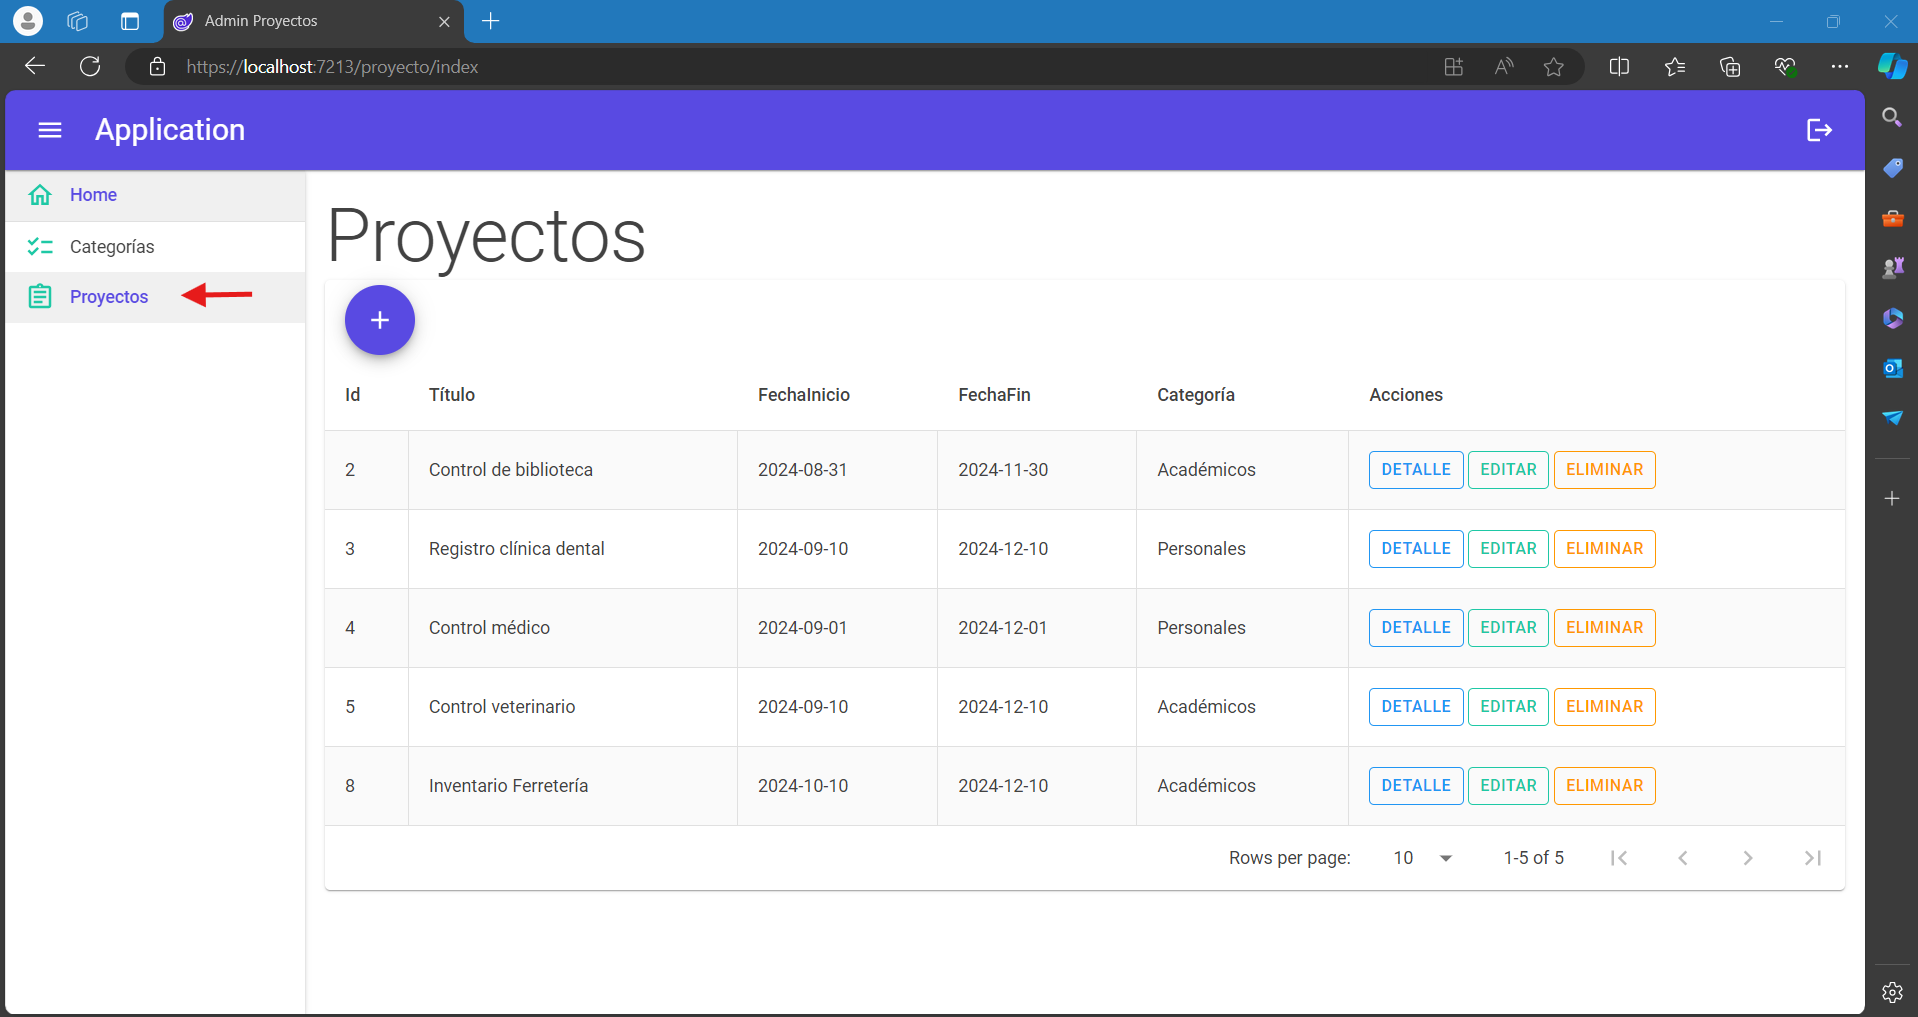 Admin Proyectos
https://localhost:7213/proyecto/index
Application
Home
Categorías
Proyectos
Proyectos
+
Id Título FechaInicio FechaFin Categoría Acciones
2 Control de biblioteca 2024-08-31 2024-11-30 Académicos DETALLE EDITAR ELIMINAR
3 Registro clínica dental 2024-09-10 2024-12-10 Personales DETALLE EDITAR ELIMINAR
4 Control médico 2024-09-01 2024-12-01 Personales DETALLE EDITAR ELIMINAR
5 Control veterinario 2024-09-10 2024-12-10 Académicos DETALLE EDITAR ELIMINAR
8 Inventario Ferretería 2024-10-10 2024-12-10 Académicos DETALLE EDITAR ELIMINAR
Rows per page: 10 1-5 of 5